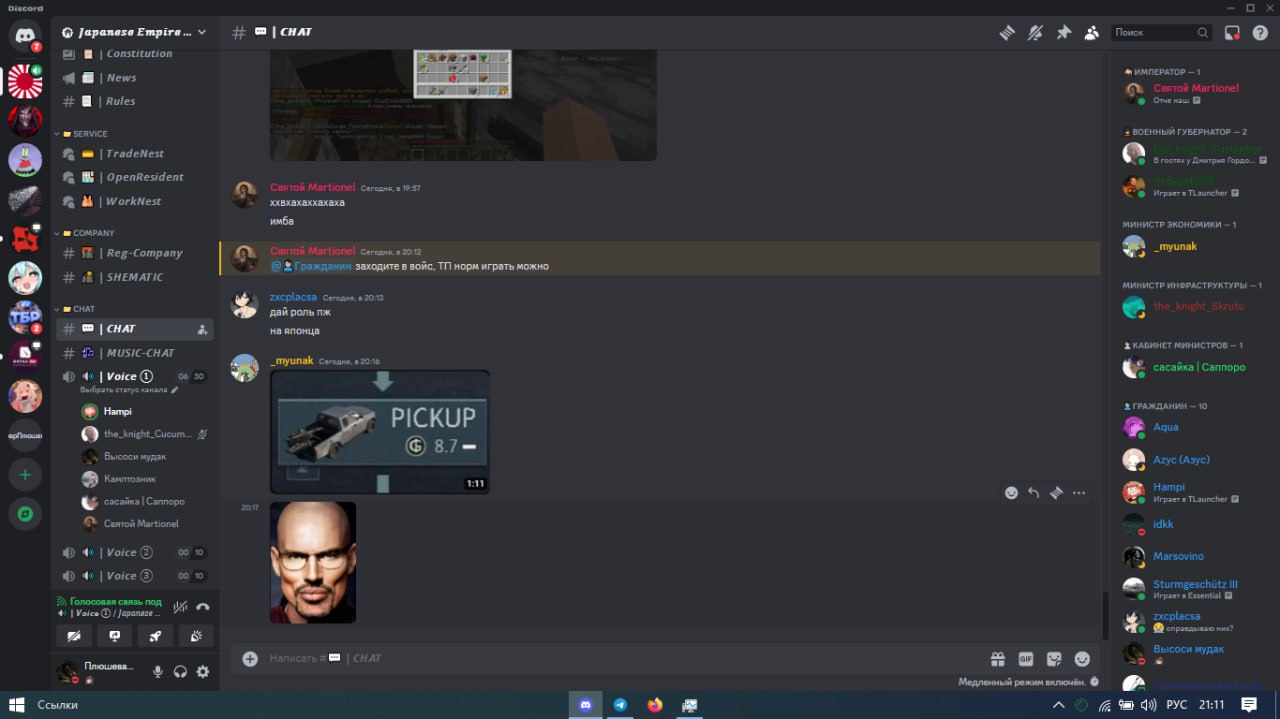 Discord
7
Japanese Empire ...
| Constitution
| News
# | Rules
SERVICE
| TradeNest
| OpenResident
| WorkNest
COMPANY
# | Reg-Company
# | SHEMATIC
CHAT
# | CHAT
# | MUSIC-CHAT
| Voice ① 06 30
Выбрать статус канала
Hampi
the_knight_Cucum...
Высоси мудак
Камптозник
сасайка | Саппоро
Святой Martionel
| Voice ② 00 10
| Voice ③ 00 10
Голосовая связь под
| Voice ① / Japanese ...
Плюшева...
2
ТБР
2
ерПлюшев
# | CHAT
Поиск
Святой Martionel Сегодня, в 19:57
ххвхахаххахаха
имба
Святой Martionel Сегодня, в 20:12
@Гражданин заходите в войс, ТП норм играть можно
zxcplacsa Сегодня, в 20:13
дай роль пж
на японца
_myunak Сегодня, в 20:16
PICKUP
8.7
1:11
20:17
Написать # | CHAT
GIF
Медленный режим включён.
ИМПЕРАТОР — 1
Святой Martionel
Отче наш
ВОЕННЫЙ ГУБЕРНАТОР — 2
the_knight_Cucumber
В гостях у Дмитрия Гордо...
Играет в TLauncher
МИНИСТР ЭКОНОМИКИ — 1
_myunak
МИНИСТР ИНФРАСТРУКТУРЫ — 1
the_knight_Skrutu
КАБИНЕТ МИНИСТРОВ — 1
сасайка | Саппоро
ГРАЖДАНИН — 10
Aqua
Азус (Азус)
Hampi
Играет в TLauncher
idkk
Marsovino
Sturmgeschütz III
Играет в Essential
zxcplacsa
оправдываю ник?
Высоси мудак
Ссылки
РУС
21:11